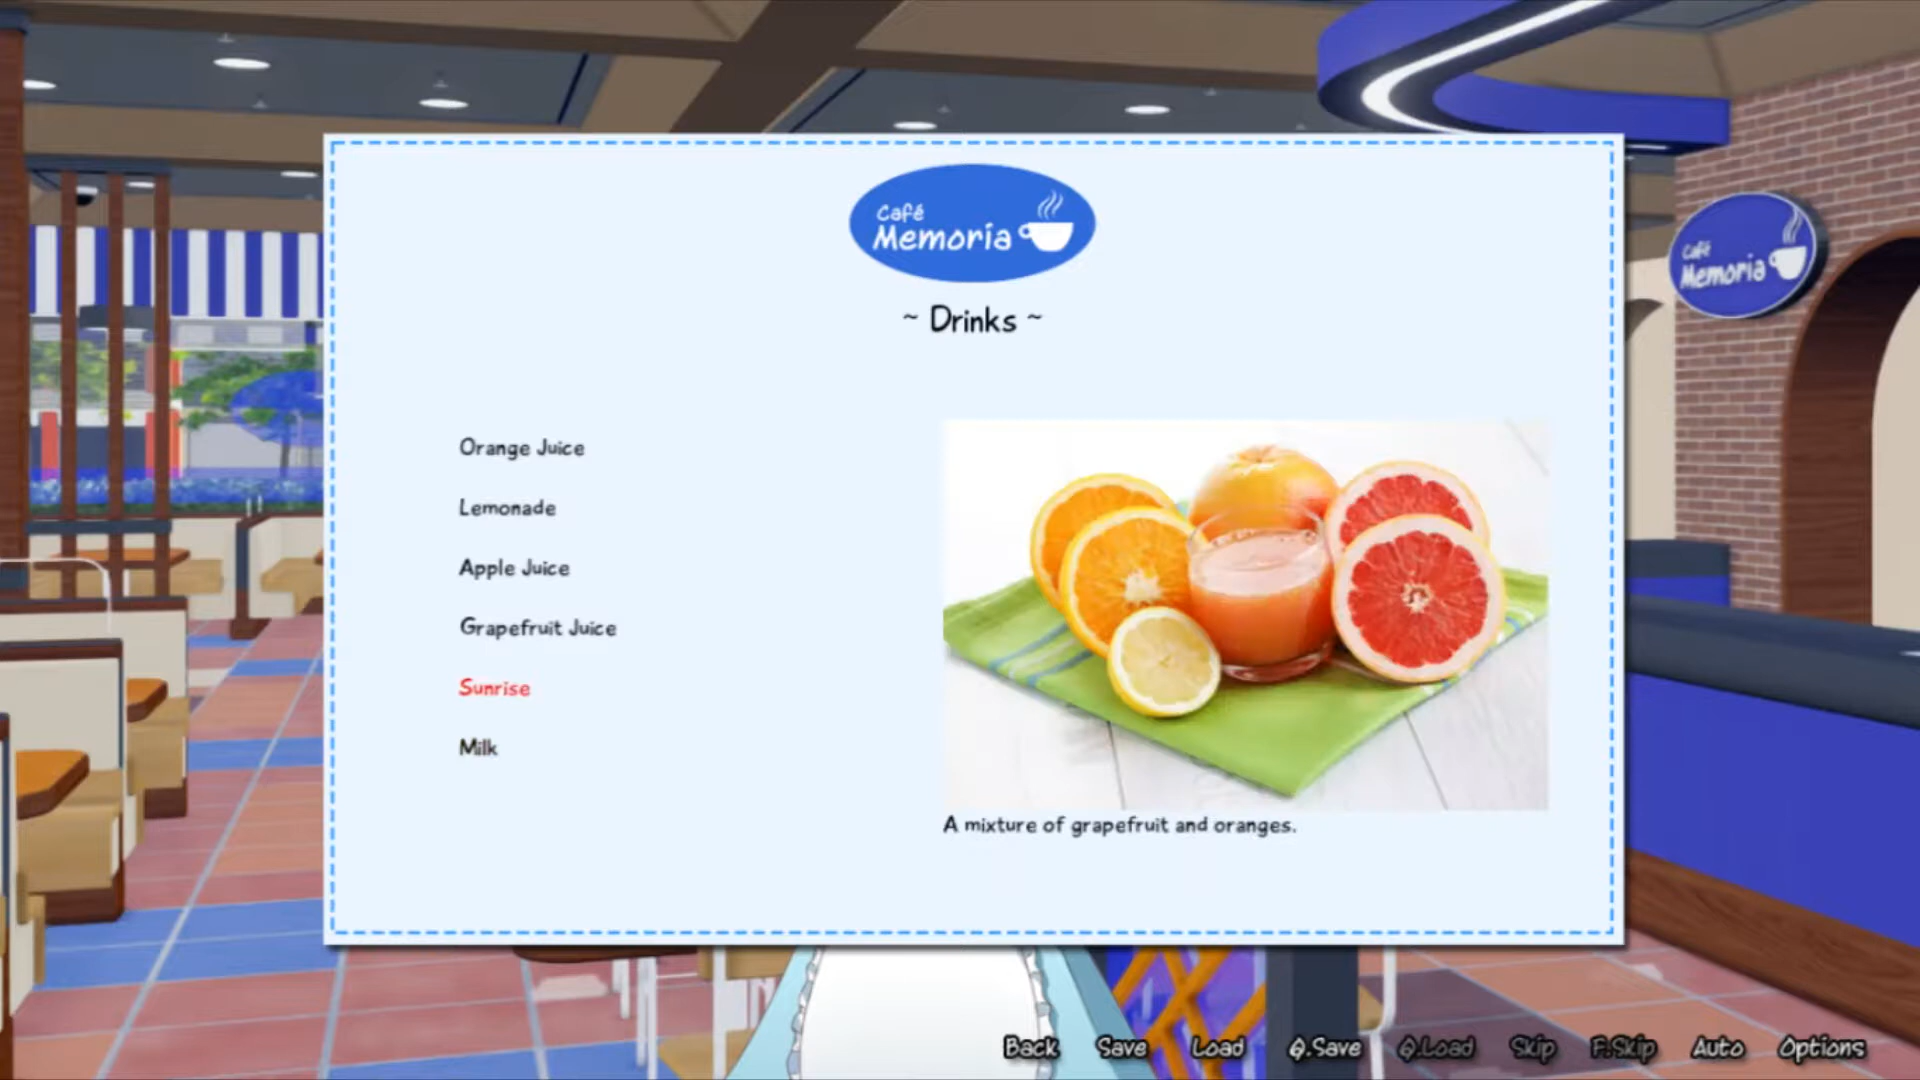 Café
Memoria
~ Drinks ~
Café
Memoria
Orange Juice
Lemonade
Apple Juice
Grapefruit Juice
Sunrise
Milk
A mixture of grapefruit and oranges.
Back Save Load Q.Save Q.Load Skip F.Skip Auto Options